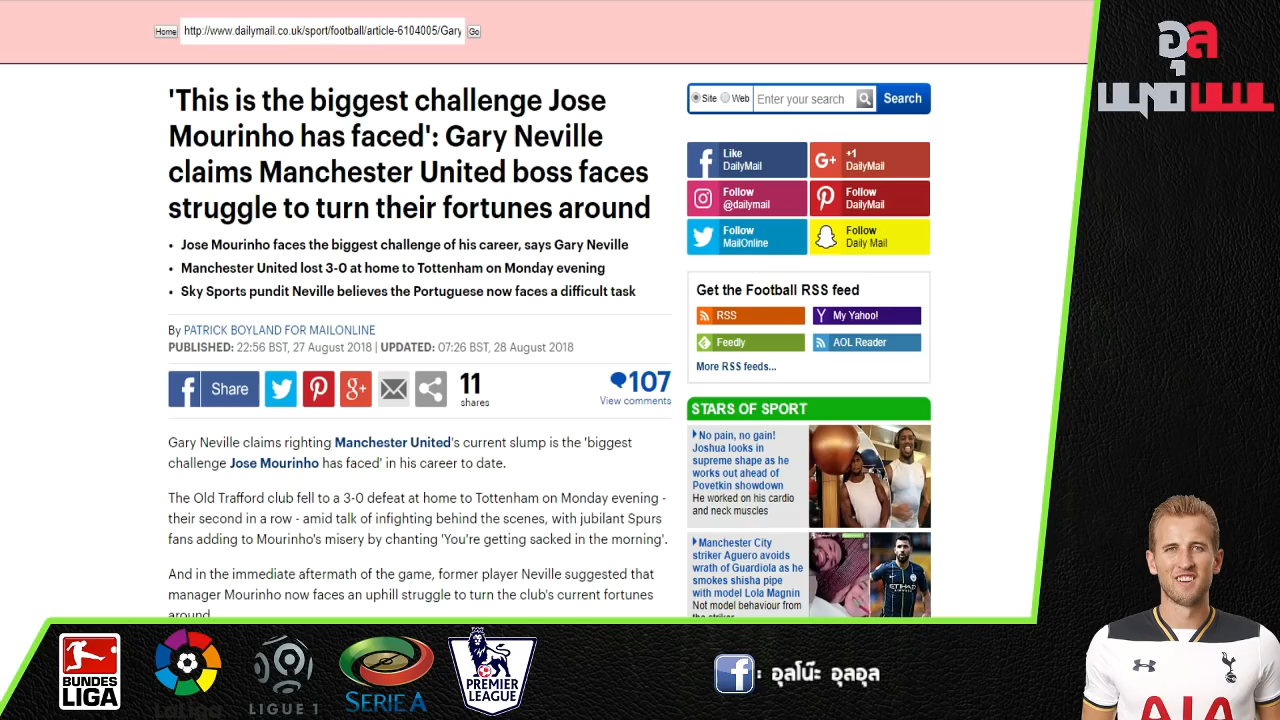 Home
http://www.dailymail.co.uk/sport/football/article-6104005/Gary
Go
อุล
'This is the biggest challenge Jose
Mourinho has faced': Gary Neville
claims Manchester United boss faces
struggle to turn their fortunes around
• Jose Mourinho faces the biggest challenge of his career, says Gary Neville
• Manchester United lost 3-0 at home to Tottenham on Monday evening
• Sky Sports pundit Neville believes the Portuguese now faces a difficult task
By PATRICK BOYLAND FOR MAILONLINE
PUBLISHED: 22:56 BST, 27 August 2018 | UPDATED: 07:26 BST, 28 August 2018
Share
11
shares
107
View comments
Gary Neville claims righting Manchester United's current slump is the 'biggest
challenge Jose Mourinho has faced' in his career to date.
The Old Trafford club fell to a 3-0 defeat at home to Tottenham on Monday evening -
their second in a row - amid talk of infighting behind the scenes, with jubilant Spurs
fans adding to Mourinho's misery by chanting 'You're getting sacked in the morning'.
And in the immediate aftermath of the game, former player Neville suggested that
manager Mourinho now faces an uphill struggle to turn the club's current fortunes
around.
Site Web Enter your search Search
Like
DailyMail
+1
DailyMail
Follow
@dailymail
Follow
DailyMail
Follow
MailOnline
Follow
Daily Mail
Get the Football RSS feed
RSS
My Yahoo!
Feedly
AOL Reader
More RSS feeds...
STARS OF SPORT
No pain, no gain!
Joshua looks in
supreme shape as he
works out ahead of
Povetkin showdown
He worked on his cardio
and neck muscles
Manchester City
striker Aguero avoids
wrath of Guardiola as he
smokes shisha pipe
with model Lola Magnin
Not model behaviour from
the striker
BUNDES
LIGA
LaLiga
LIGUE 1
SERIE A
PREMIER
LEAGUE
: อุลโน๊ะ อุลอุล
AIA